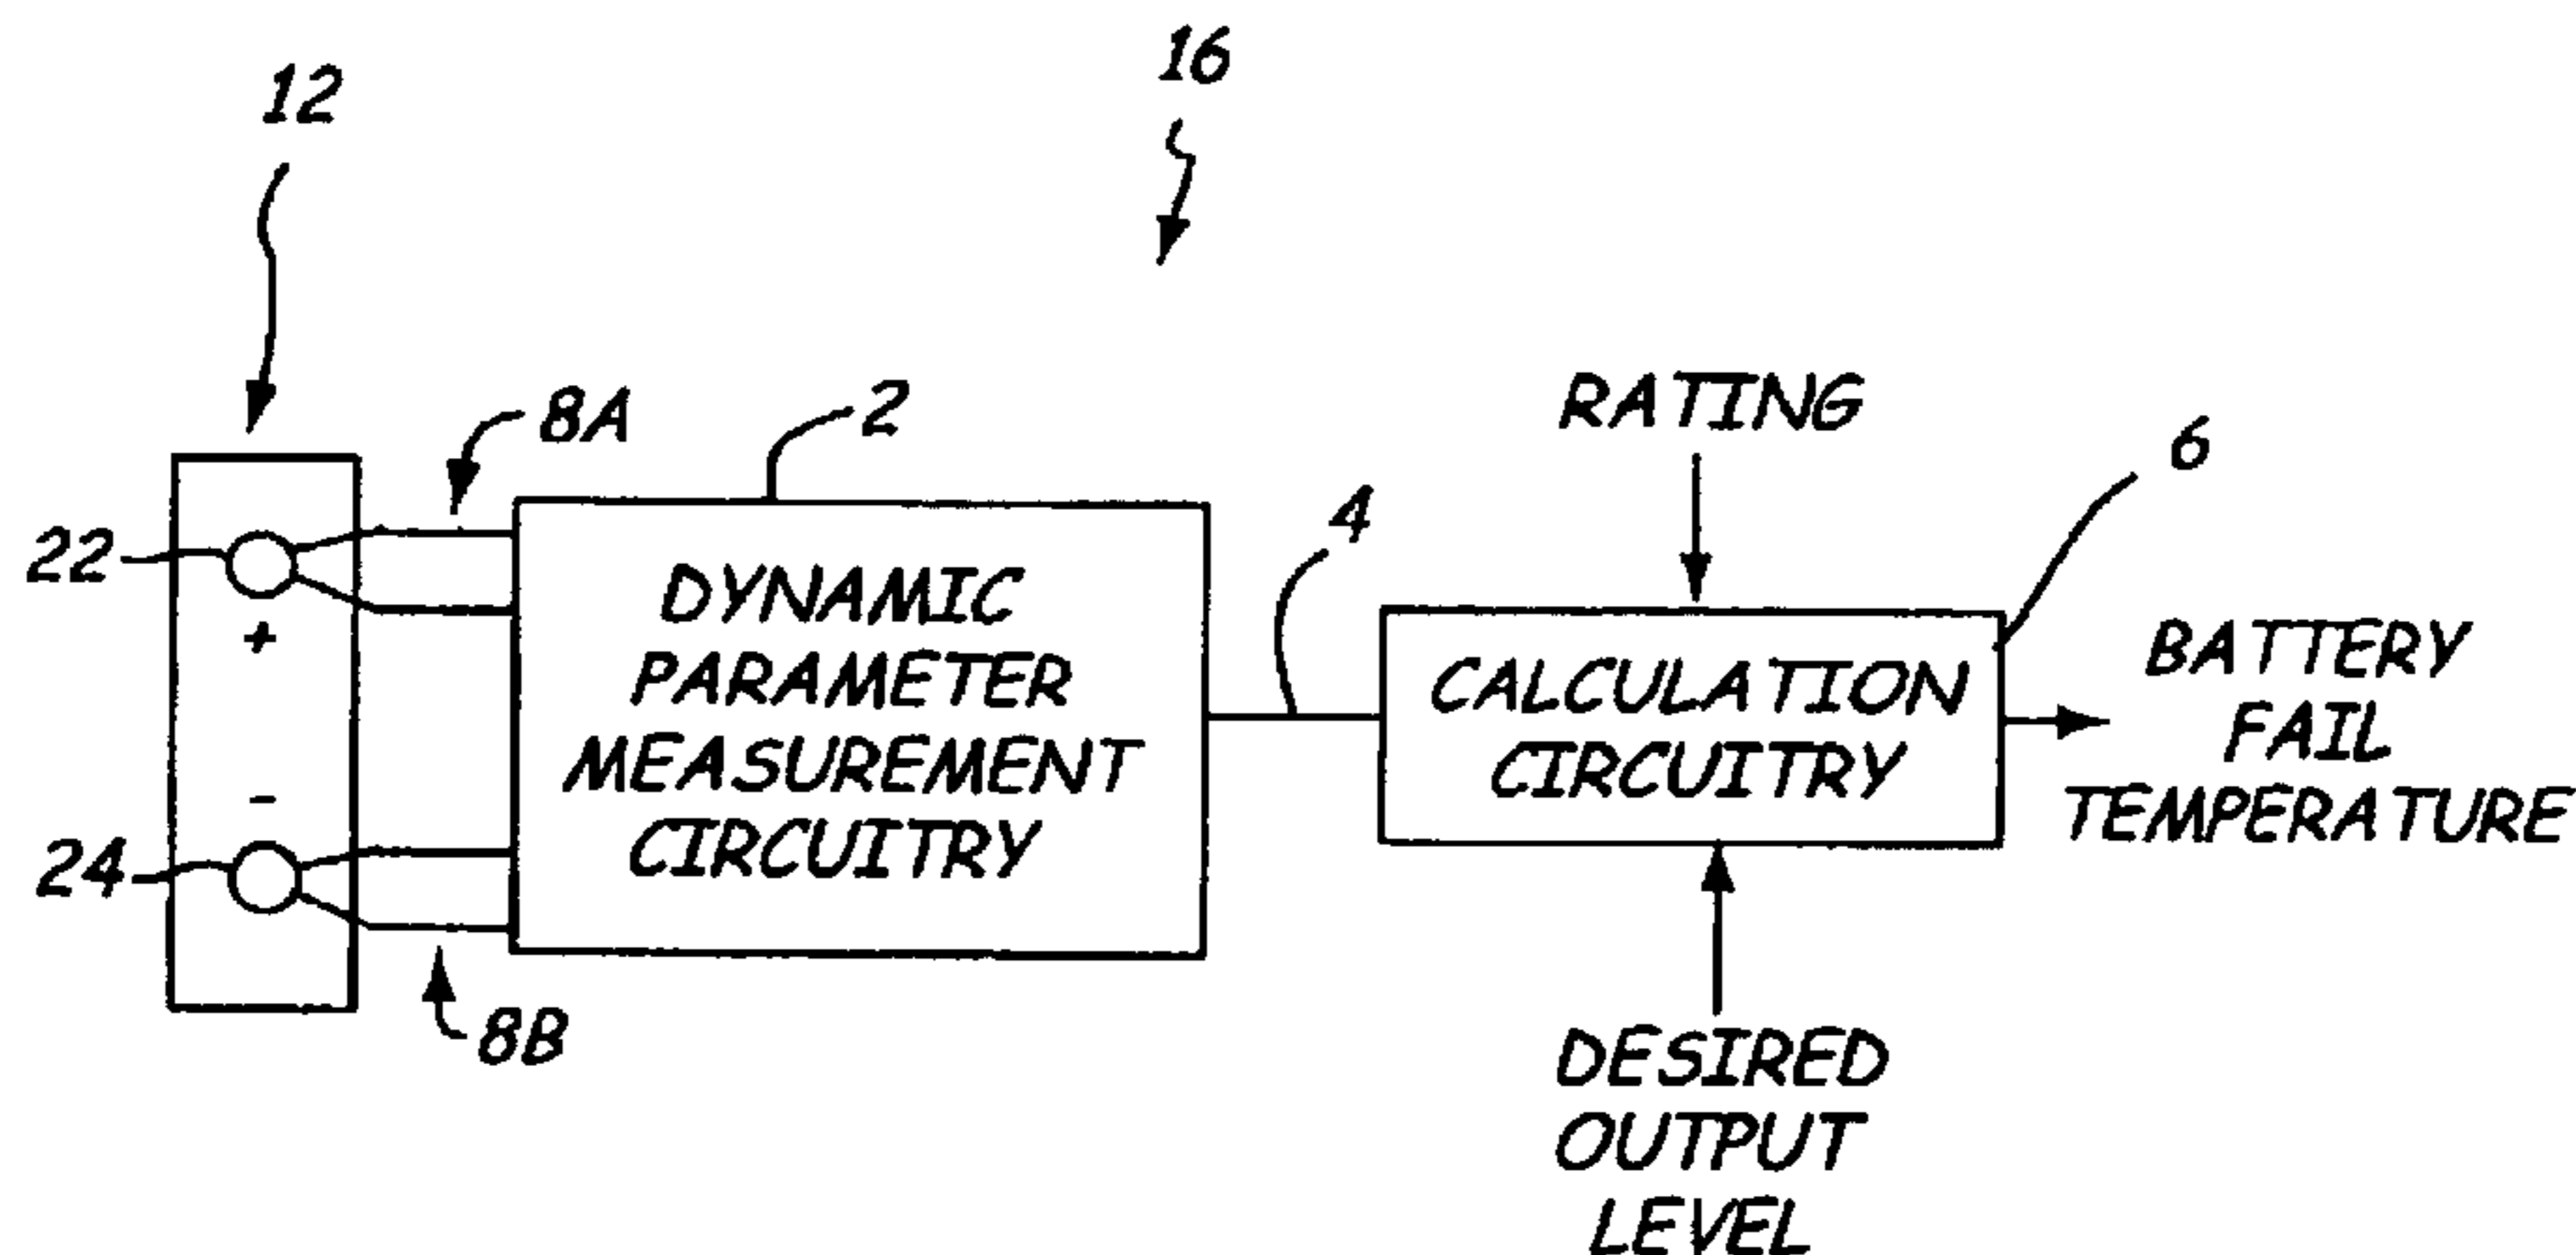 16
12
8A
2
RATING
6
22
+
4
DYNAMIC
PARAMETER
MEASUREMENT
CIRCUITRY
CALCULATION
CIRCUITRY
BATTERY
FAIL
TEMPERATURE
-
24
8B
DESIRED
OUTPUT
LEVEL